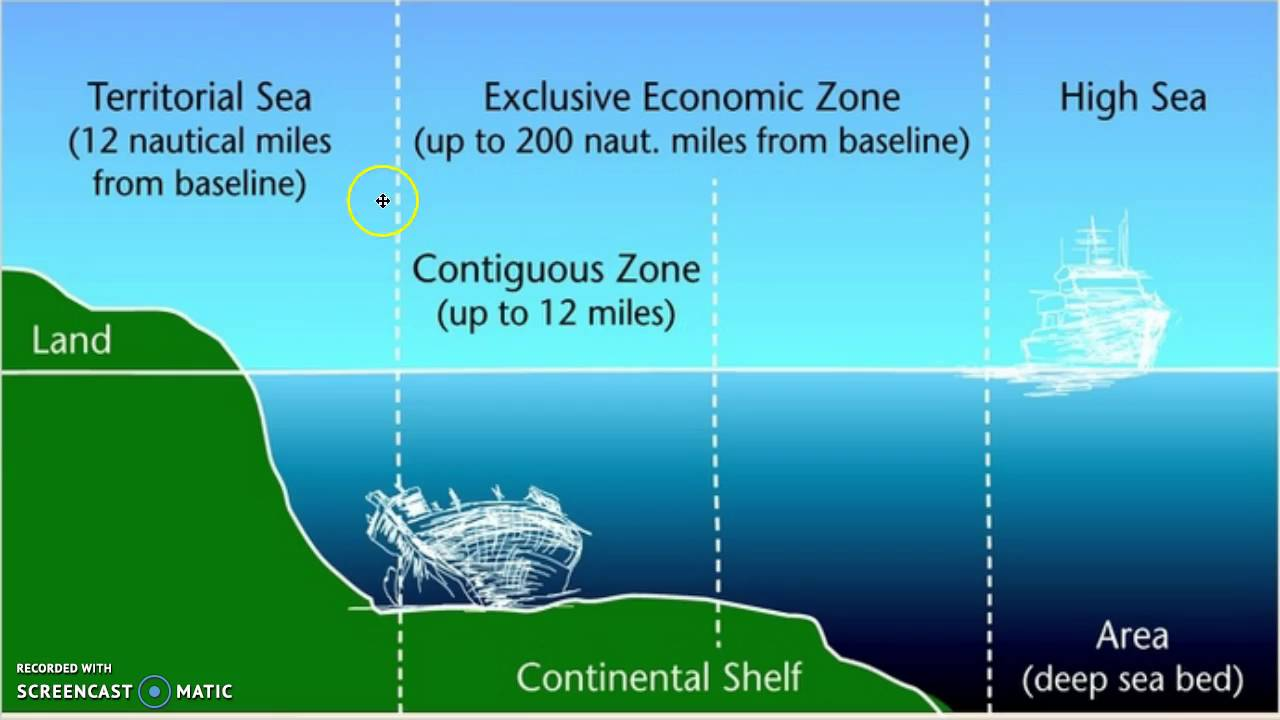 Territorial Sea
(12 nautical miles
from baseline)
Exclusive Economic Zone
(up to 200 naut. miles from baseline)
High Sea
Contiguous Zone
(up to 12 miles)
Land
Continental Shelf
Area
(deep sea bed)
RECORDED WITH
SCREENCAST MATIC